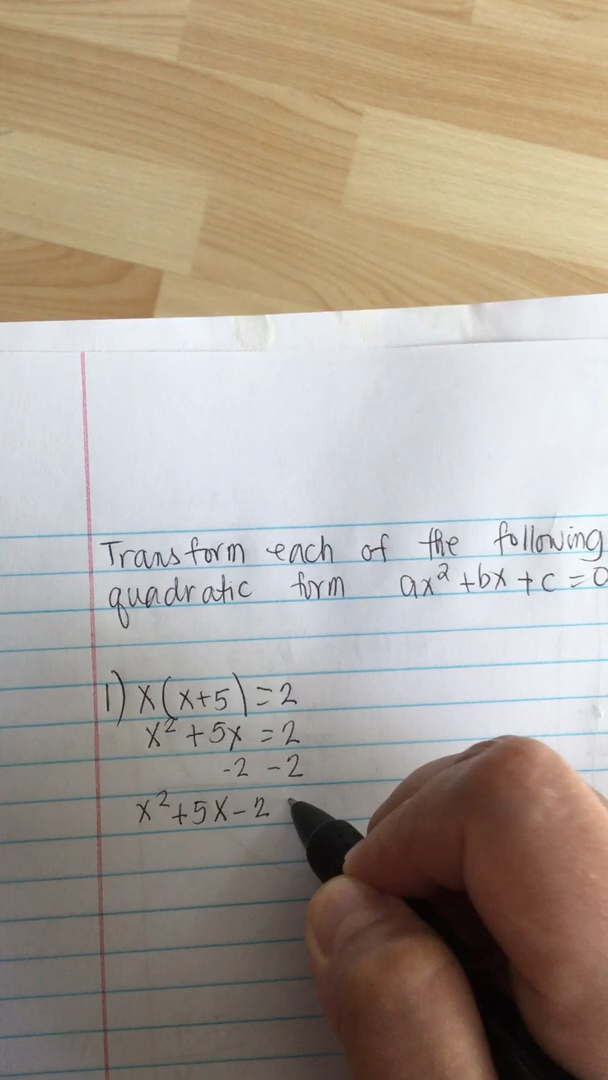 Transform each of the following
quadratic form ax² + bx + c = 0
1) x(x+5) = 2
x² + 5x = 2
-2 -2
x² + 5x - 2